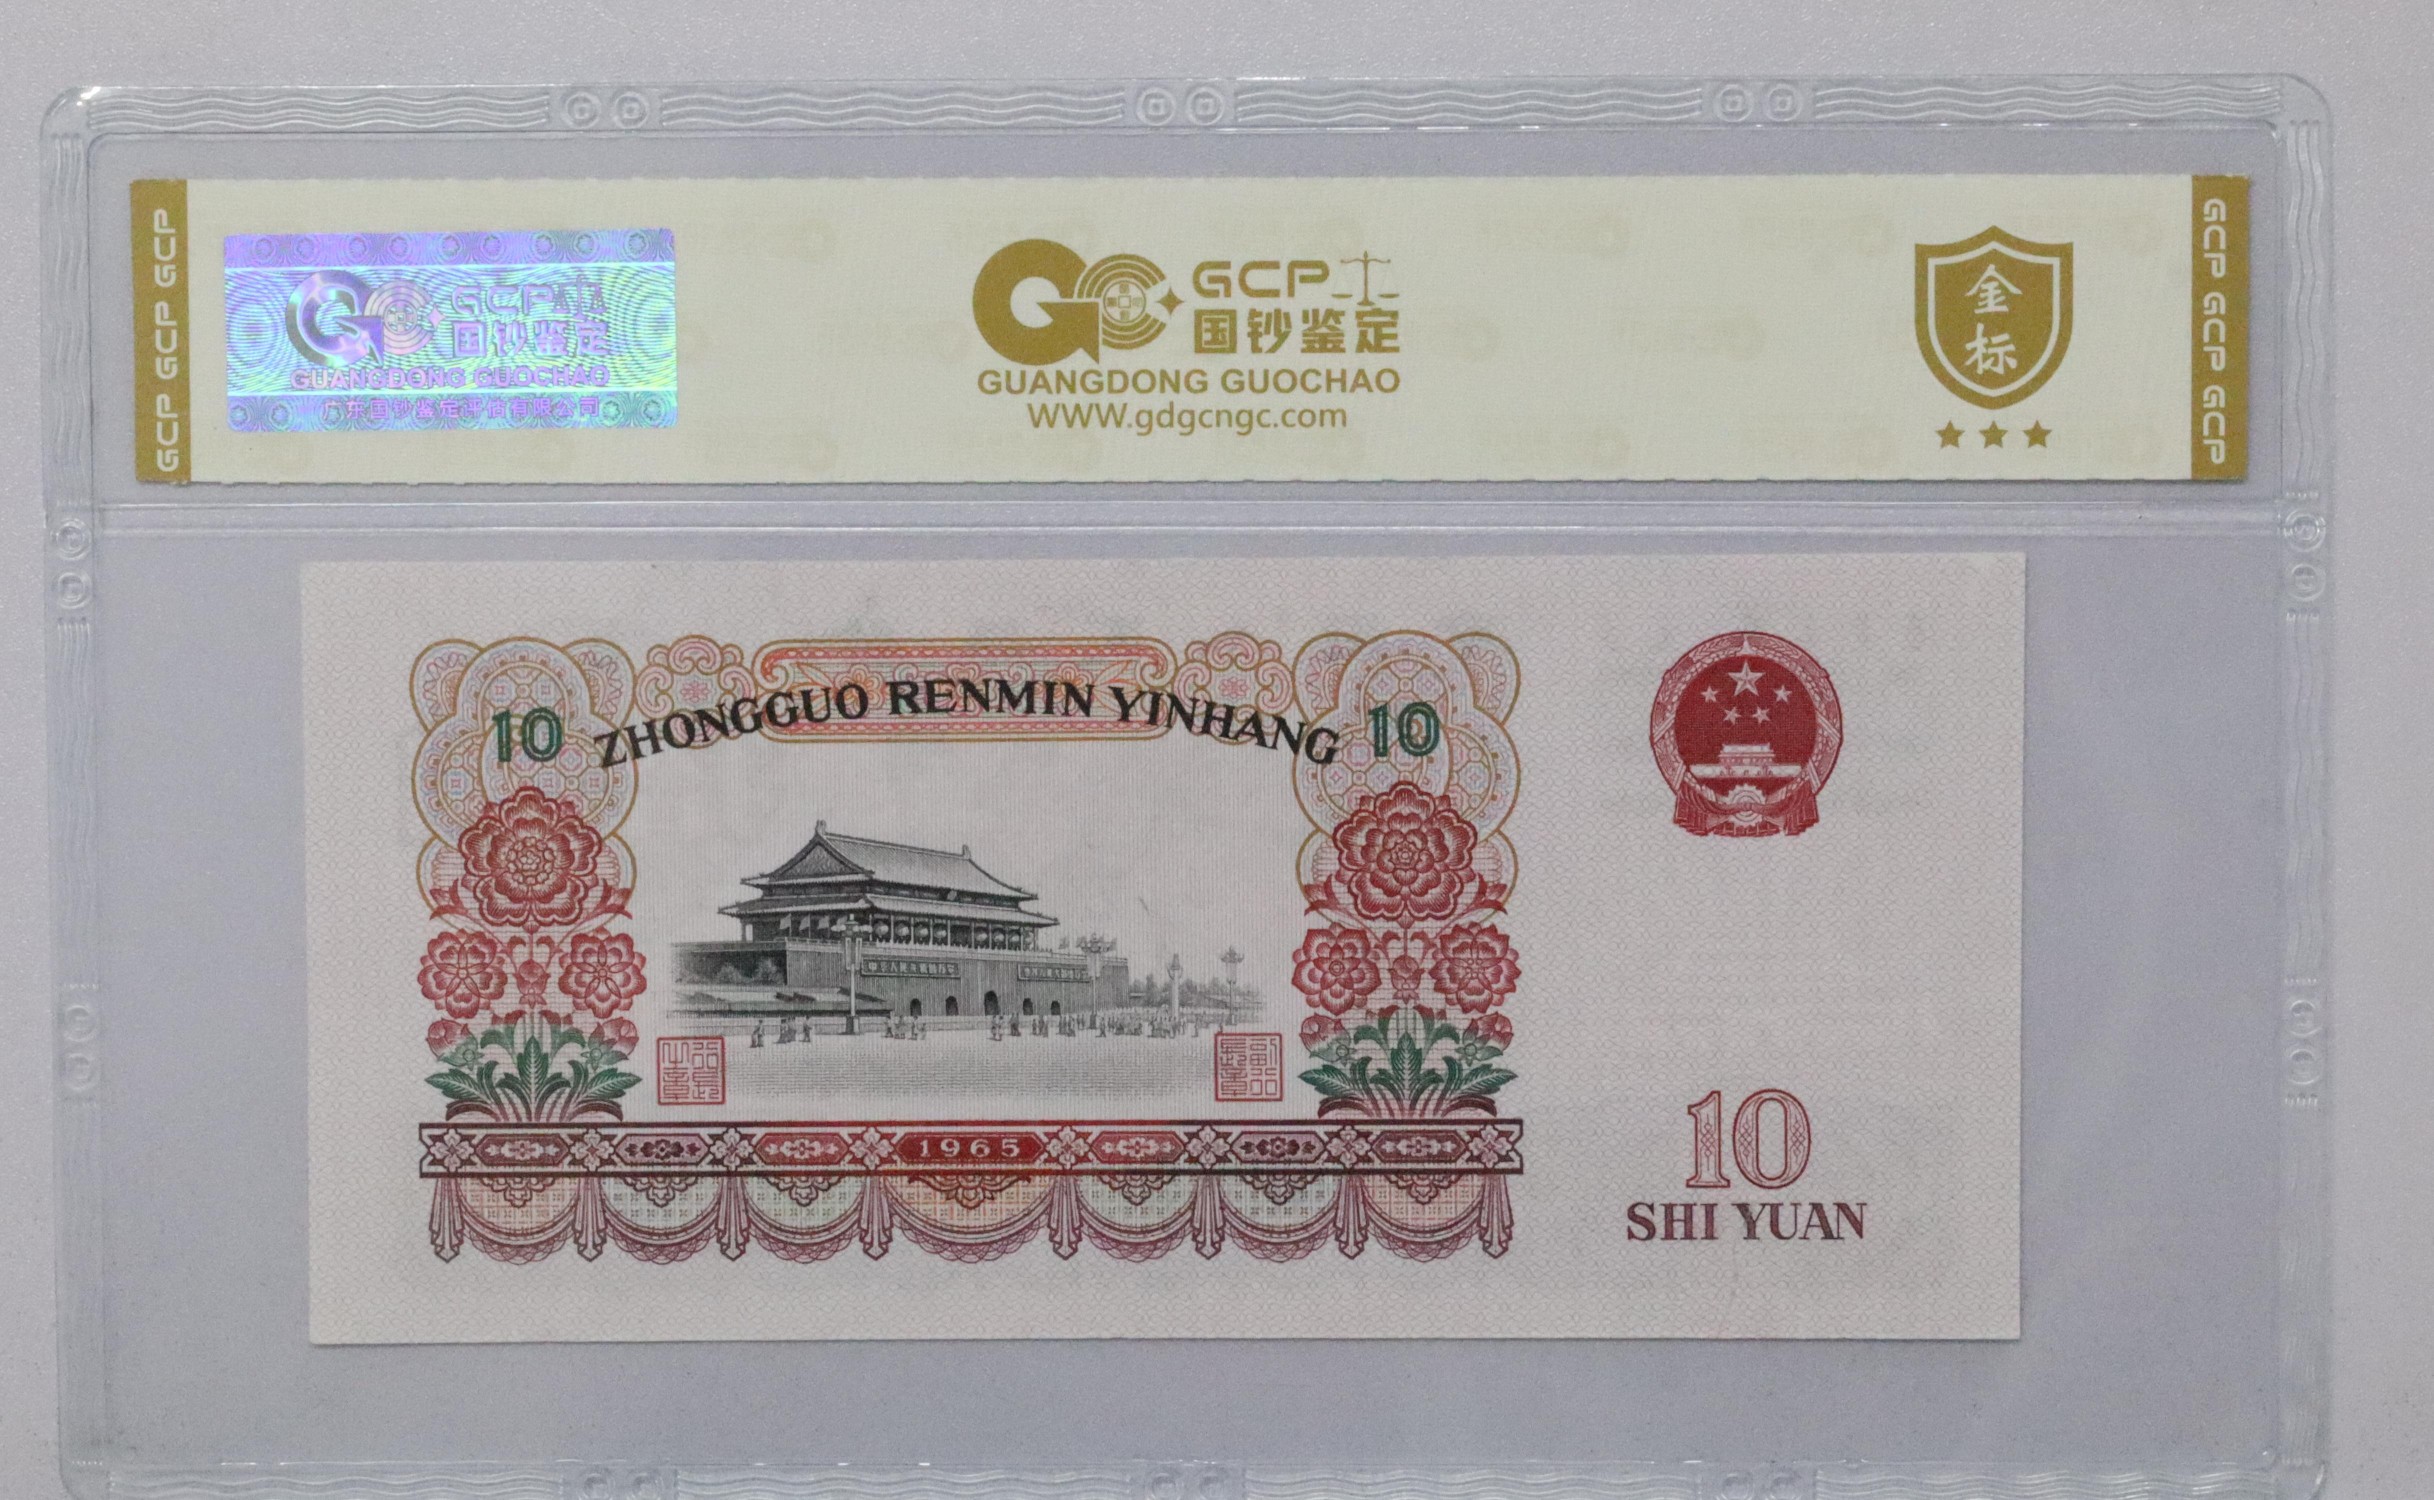 GCP GCP GCP
GCP
国钞鉴定
GUANGDONG GUOCHAO
广东国钞鉴定评估有限公司
GCP
国钞鉴定
GUANGDONG GUOCHAO
WWW.gdgcngc.com
金
标
GCP GCP GCP
10 ZHONGGUO RENMIN YINHANG 10
1965
10
SHI YUAN